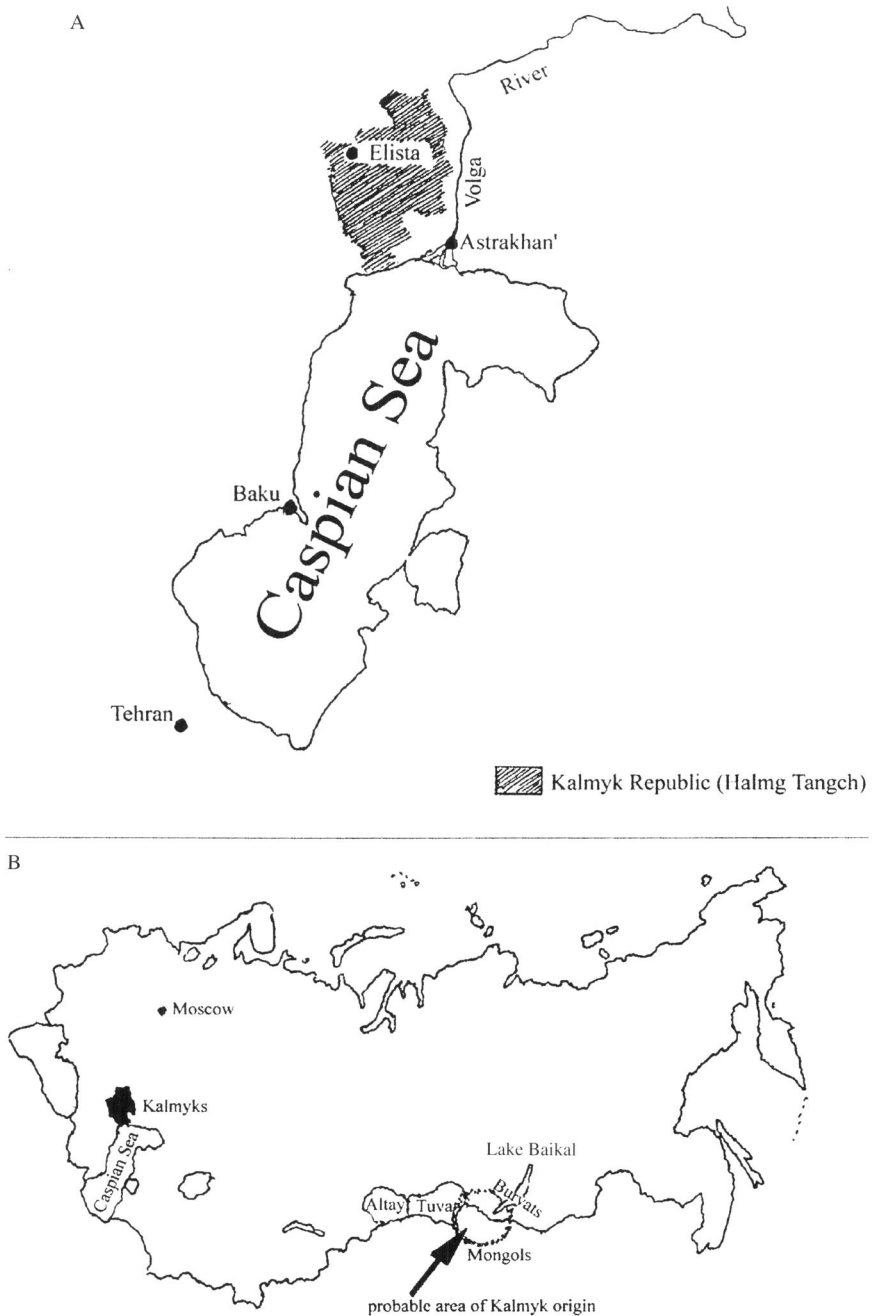 A
River
Elista
Volga
Astrakhan'
Caspian Sea
Baku
Tehran
Kalmyk Republic (Halmg Tangch)
B
Moscow
Kalmyks
Caspian Sea
Lake Baikal
Altay
Tuva
Buryats
Mongols
probable area of Kalmyk origin